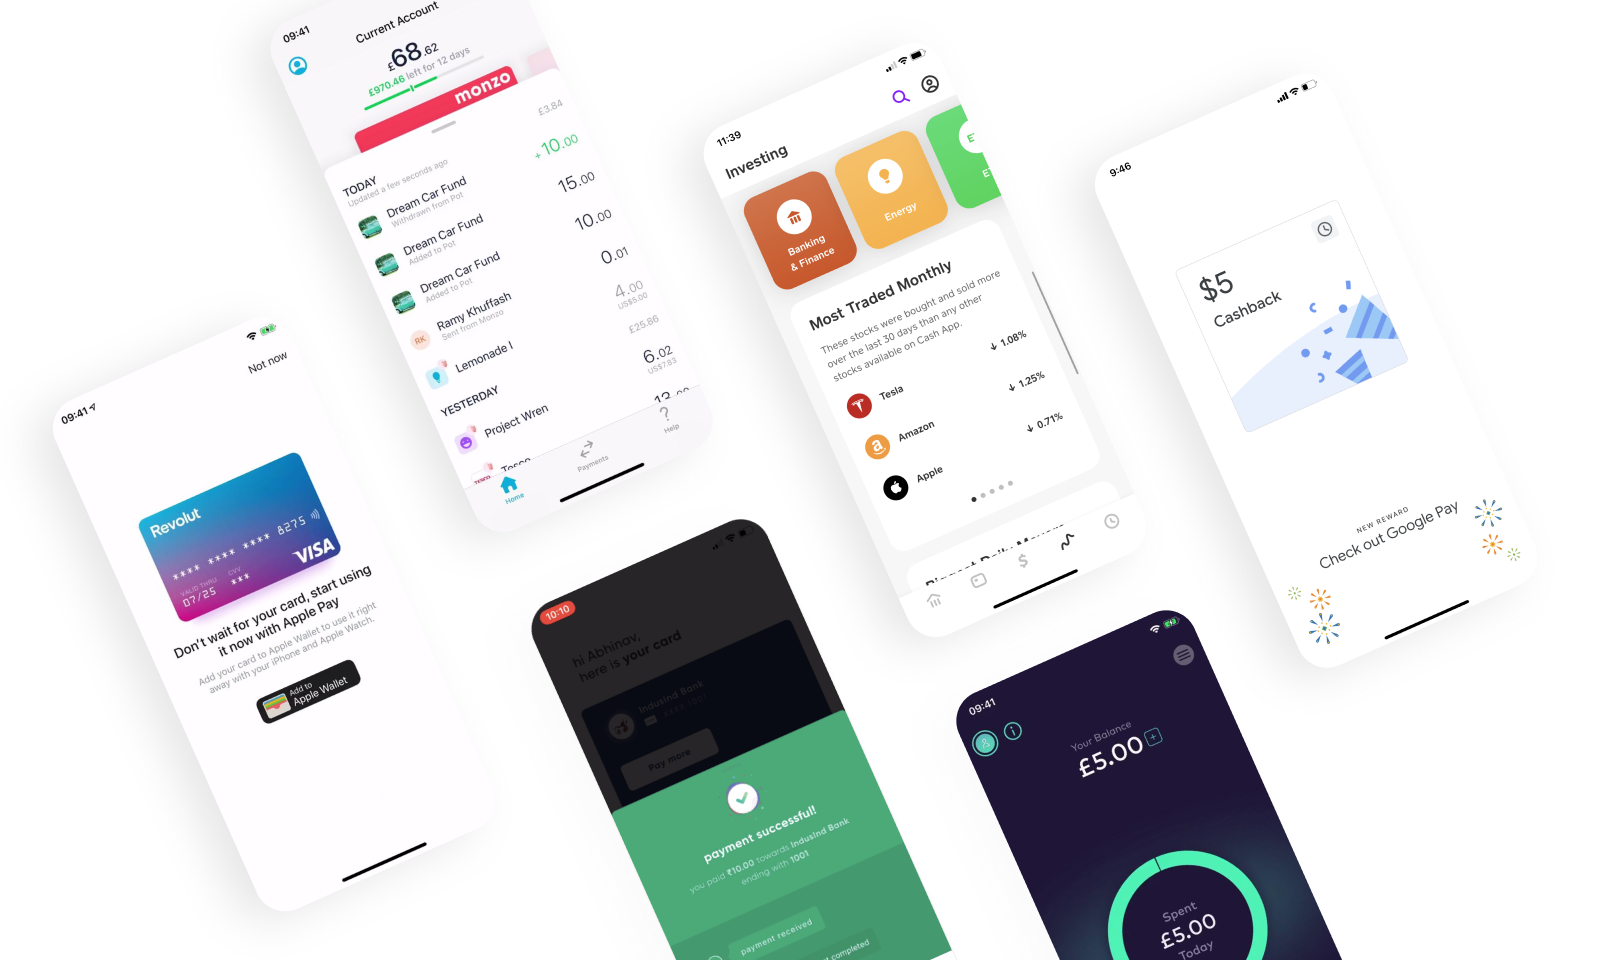 09:41
Not now
Revolut
**** **** **** 8275
VALID THRU
CVV
07/25
***
VISA
Don't wait for your card, start using
it now with Apple Pay
Add your card to Apple Wallet to use it right
away with your iPhone and Apple Watch.
Add to
Apple Wallet
09:41
Current Account
£68.62
£970.46 left for 12 days
monzo
£3.84
TODAY
Updated a few seconds ago
Dream Car Fund
Withdrawn from Pot
+10.00
Dream Car Fund
Added to Pot
15.00
Dream Car Fund
Added to Pot
10.00
RK
Ramy Khuffash
Sent from Monzo
0.01
Lemonade I
4.00
US$5.00
YESTERDAY
£25.86
Project Wren
6.02
US$7.83
Tesco
TESCO
Home
Payments
?
Help
10:10
hi Abhinav,
here is your card
IndusInd Bank
Pay more
payment successful!
you paid ₹10.00 towards IndusInd Bank
ending with 1001
payment received
completed
11:39
Investing
Banking
& Finance
Energy
Most Traded Monthly
These stocks were bought and sold more
over the last 30 days than any other
stocks available on Cash App.
Tesla
↓ 1.08%
Amazon
↓ 1.25%
Apple
↓ 0.71%
$
09:41
Your Balance
£5.00
+
Spent
£5.00
Today
9:46
$5
Cashback
NEW REWARD
Check out Google Pay